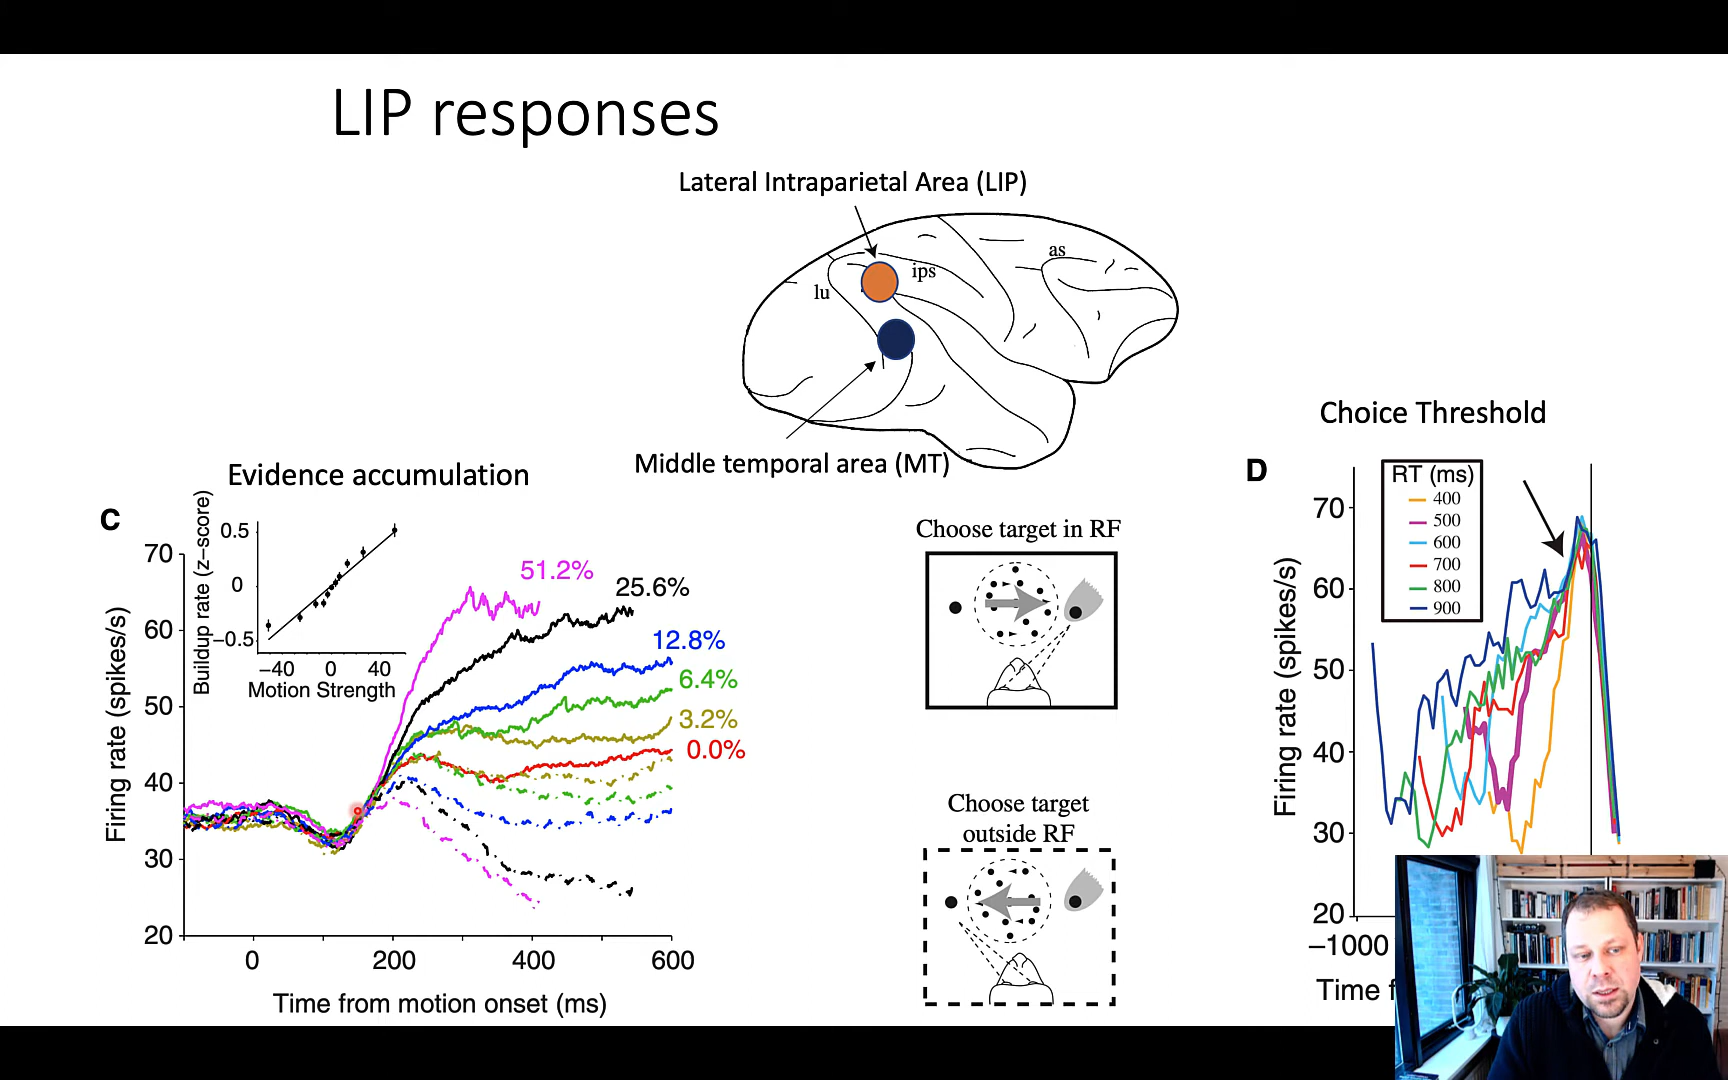 LIP responses
Lateral Intraparietal Area (LIP)
as
ips
lu
Middle temporal area (MT)
Evidence accumulation
C
Buildup rate (z–score)
0.5
0
−0.5
−40
0
40
Motion Strength
Firing rate (spikes/s)
70
60
50
40
30
20
51.2%
25.6%
12.8%
6.4%
3.2%
0.0%
0
200
400
600
Time from motion onset (ms)
Choose target in RF
Choose target
outside RF
Choice Threshold
D
RT (ms)
400
500
600
700
800
900
Firing rate (spikes/s)
70
60
50
40
30
20
−1000
Time f